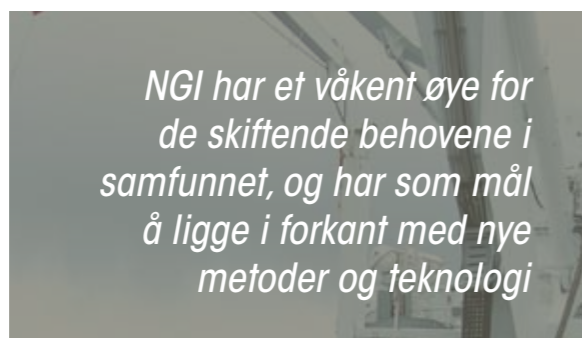 NGI har et våkent øye for
de skiftende behovene i
samfunnet, og har som mål
å ligge i forkant med nye
metoder og teknologi